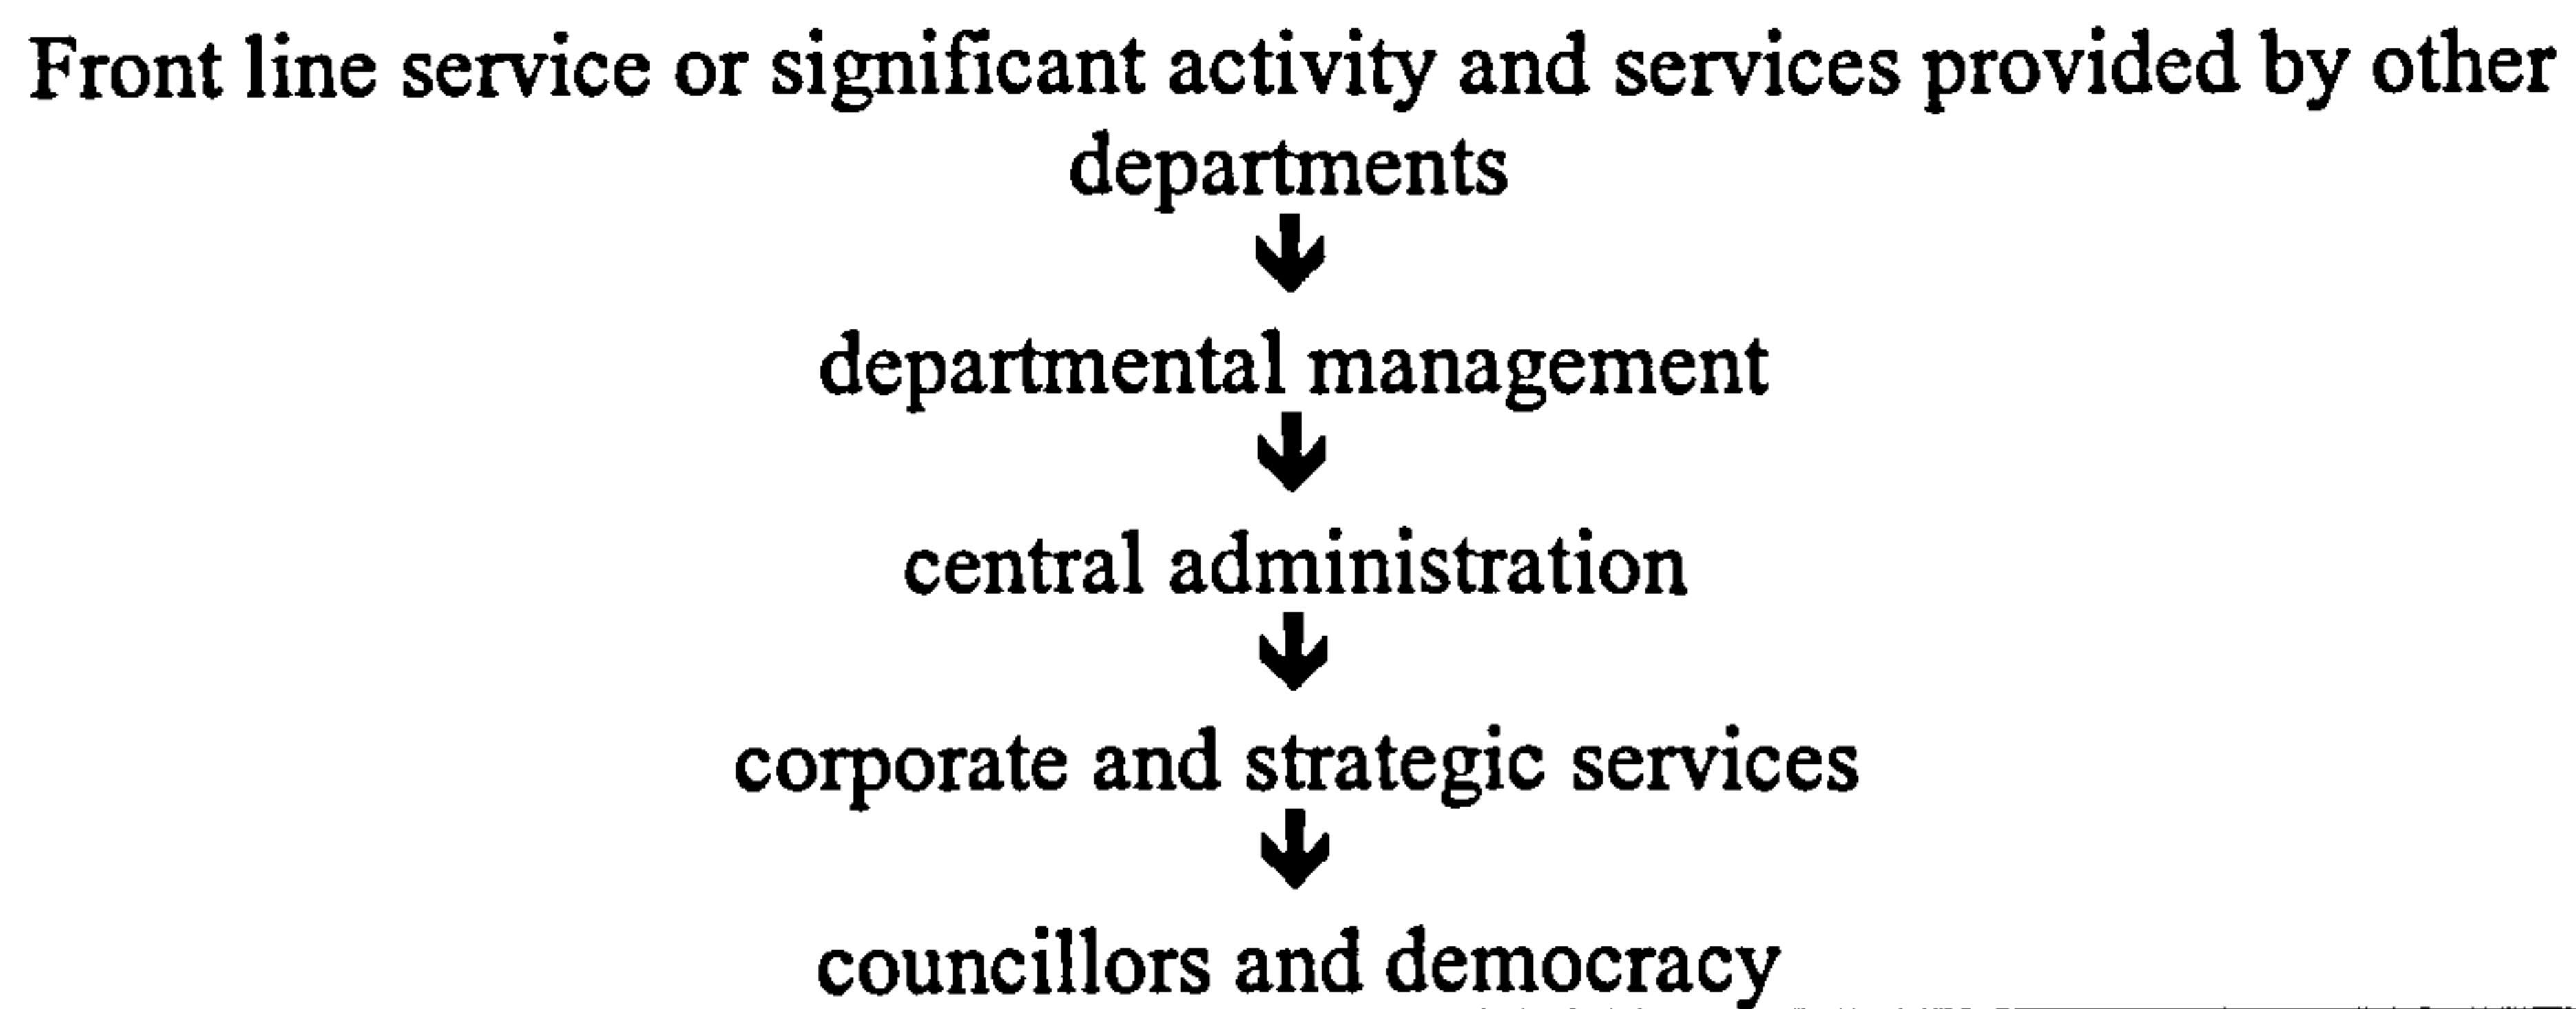 Front line service or significant activity and services provided by other
departments
departmental management
central administration
corporate and strategic services
councillors and democracy